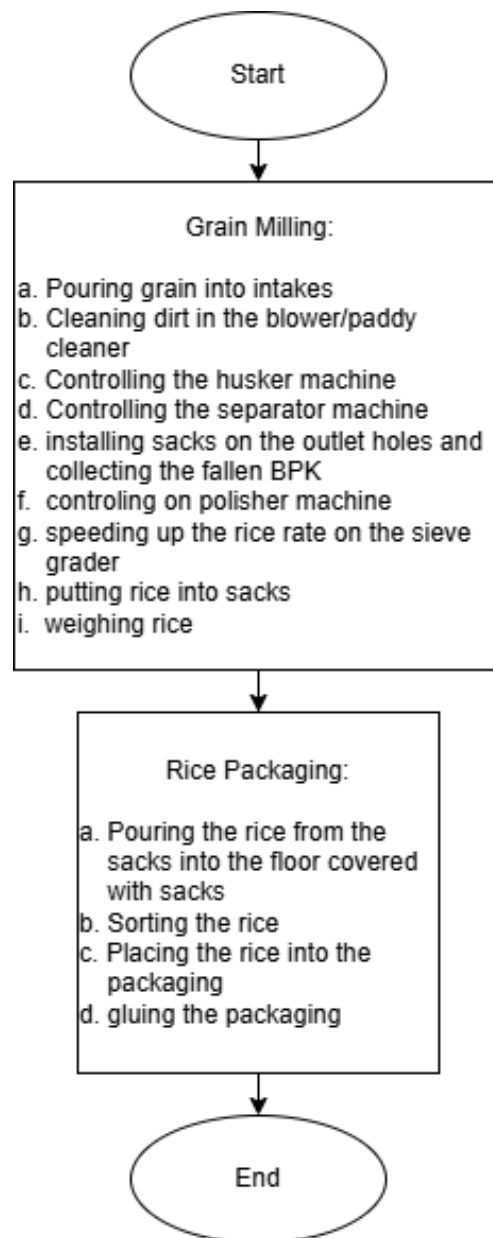 Start
Grain Milling:
a. Pouring grain into intakes
b. Cleaning dirt in the blower/paddy
cleaner
c. Controlling the husker machine
d. Controlling the separator machine
e. installing sacks on the outlet holes and
collecting the fallen BPK
f. controling on polisher machine
g. speeding up the rice rate on the sieve
grader
h. putting rice into sacks
i. weighing rice
Rice Packaging:
a. Pouring the rice from the
sacks into the floor covered
with sacks
b. Sorting the rice
c. Placing the rice into the
packaging
d. gluing the packaging
End